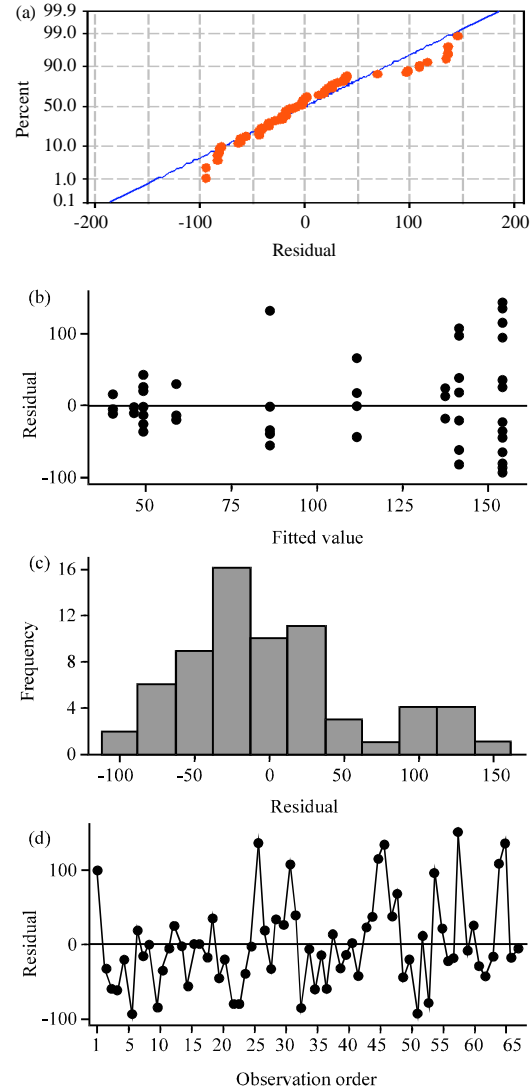 (a)
99.9
99.0
90.0
50.0
10.0
1.0
0.1
Percent
-200 -100 0 100 200
Residual
(b)
100
0
-100
Residual
50 75 100 125 150
Fitted value
(c)
16
12
8
4
0
Frequency
-100 -50 0 50 100 150
Residual
(d)
100
0
-100
Residual
1 5 10 15 20 25 30 35 40 45 50 55 60 65
Observation order